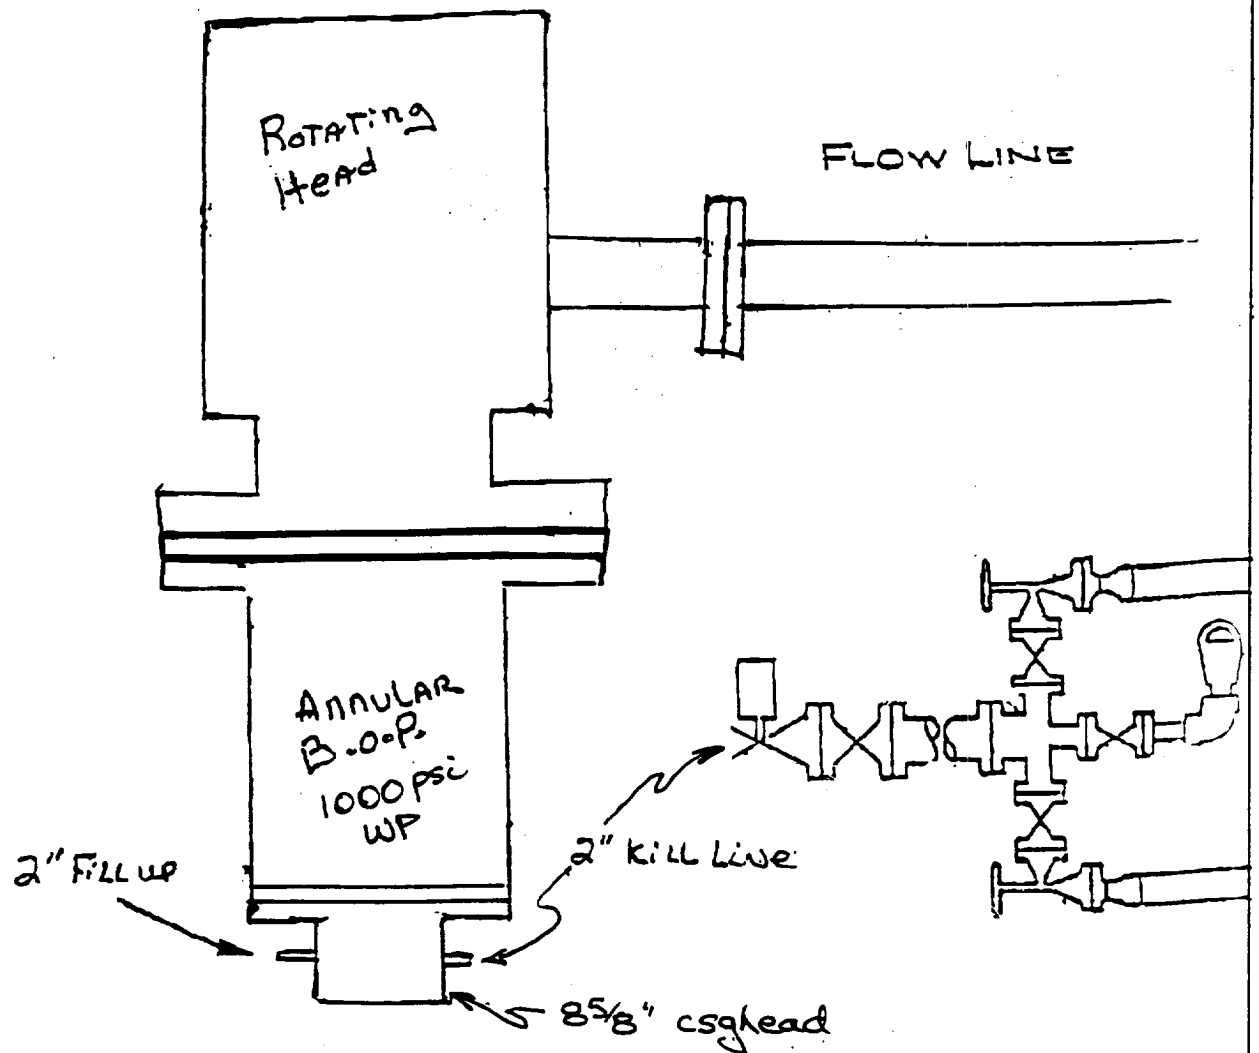 ROTATING
HEAD
FLOW LINE
ANNULAR
B.O.P.
1000 psi
WP
2" FILL UP
2" KILL LINE
8 5/8" csghead